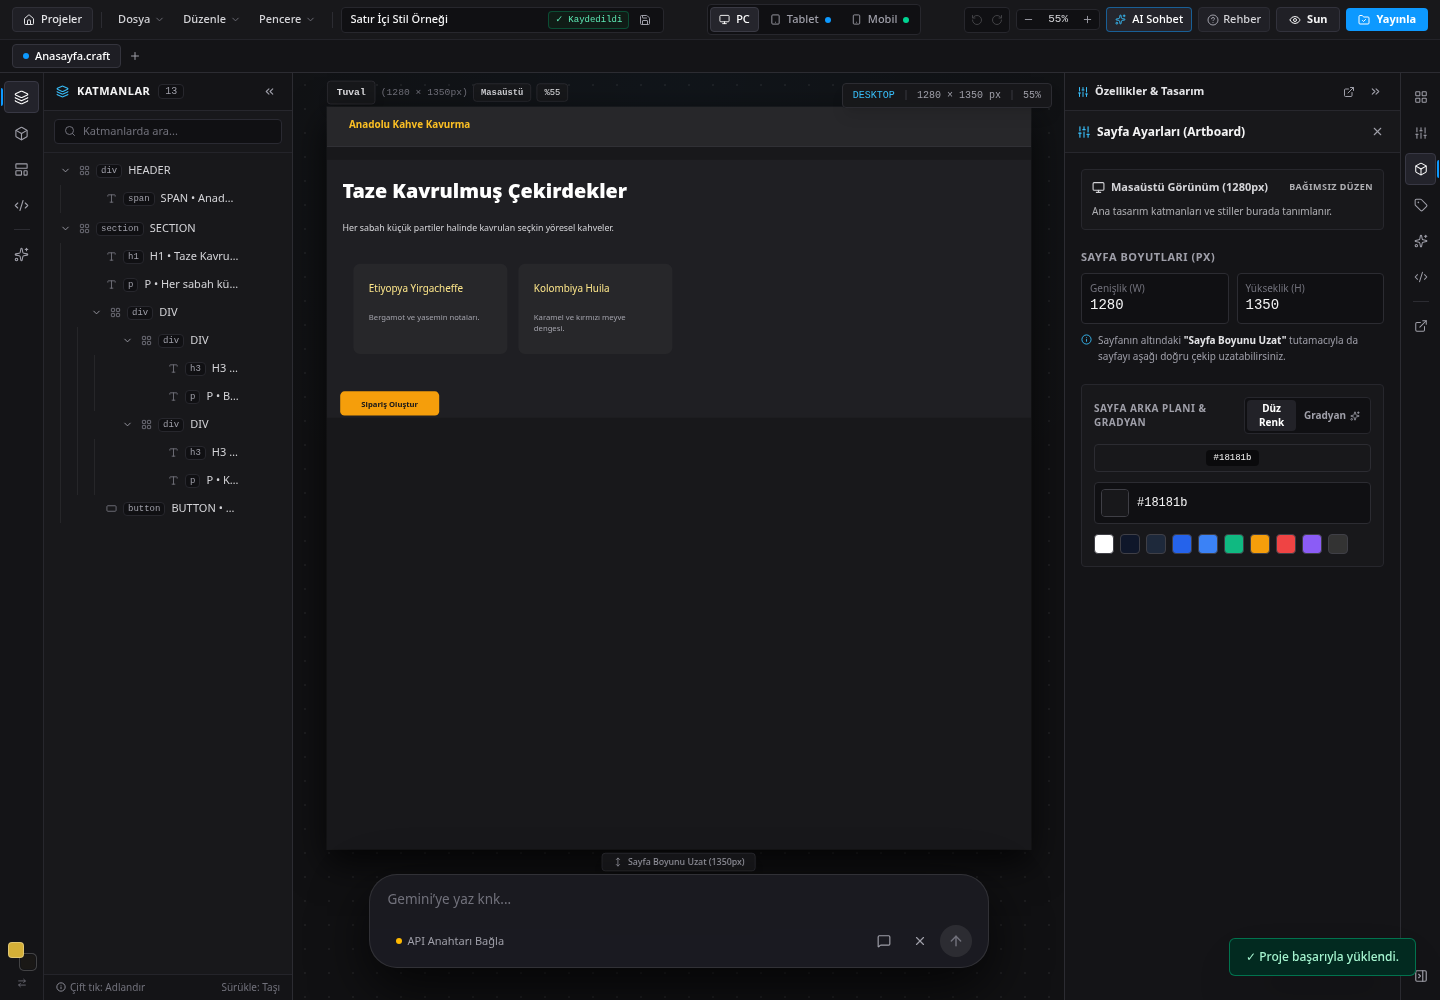 Projeler
Dosya
Düzenle
Pencere
Satır İçi Stil Örneği
✓ Kaydedildi
PC
Tablet
Mobil
55%
AI Sohbet
Rehber
Sun
Yayınla
Anasayfa.craft
KATMANLAR 13
Katmanlarda ara...
div HEADER
span SPAN • Anad...
section SECTION
h1 H1 • Taze Kavru...
p P • Her sabah kü...
div DIV
div DIV
h3 H3 ...
p P • B...
div DIV
h3 H3 ...
p P • K...
button BUTTON • ...
Çift tık: Adlandır
Sürükle: Taşı
Tuval (1280 × 1350px) Masaüstü %55
DESKTOP | 1280 × 1350 px | 55%
Anadolu Kahve Kavurma
Taze Kavrulmuş Çekirdekler
Her sabah küçük partiler halinde kavrulan seçkin yöresel kahveler.
Etiyopya Yirgacheffe
Bergamot ve yasemin notaları.
Kolombiya Huila
Karamel ve kırmızı meyve
dengesi.
Sipariş Oluştur
Sayfa Boyunu Uzat (1350px)
Gemini'ye yaz knk...
API Anahtarı Bağla
Özellikler & Tasarım
Sayfa Ayarları (Artboard)
Masaüstü Görünüm (1280px)
BAĞIMSIZ DÜZEN
Ana tasarım katmanları ve stiller burada tanımlanır.
SAYFA BOYUTLARI (PX)
Genişlik (W)
1280
Yükseklik (H)
1350
Sayfanın altındaki "Sayfa Boyunu Uzat" tutamacıyla da
sayfayı aşağı doğru çekip uzatabilirsiniz.
SAYFA ARKA PLANI &
GRADYAN
Düz
Renk
Gradyan
#18181b
#18181b
✓ Proje başarıyla yüklendi.